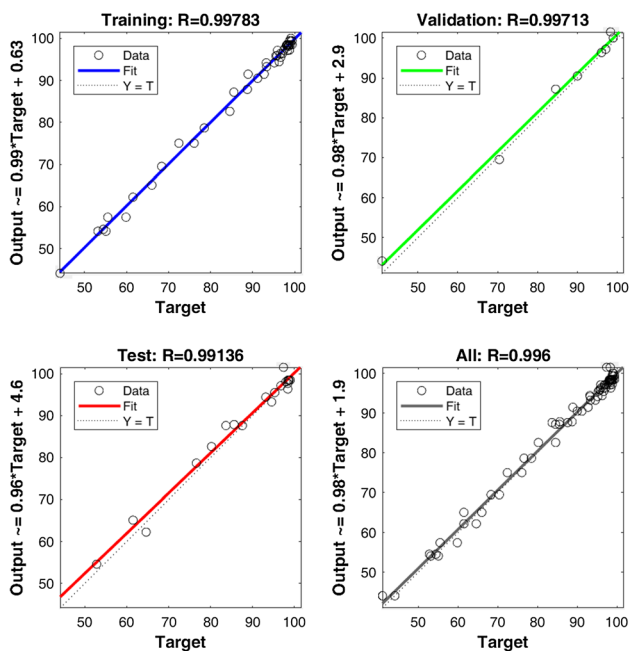 Training: R=0.99783
Output ~= 0.99*Target + 0.63
100
90
80
70
60
50
Data
Fit
Y = T
50 60 70 80 90 100
Target
Validation: R=0.99713
Output ~= 0.98*Target + 2.9
100
90
80
70
60
50
Data
Fit
Y = T
50 60 70 80 90 100
Target
Test: R=0.99136
Output ~= 0.96*Target + 4.6
100
90
80
70
60
50
Data
Fit
Y = T
50 60 70 80 90 100
Target
All: R=0.996
Output ~= 0.98*Target + 1.9
100
90
80
70
60
50
Data
Fit
Y = T
50 60 70 80 90 100
Target